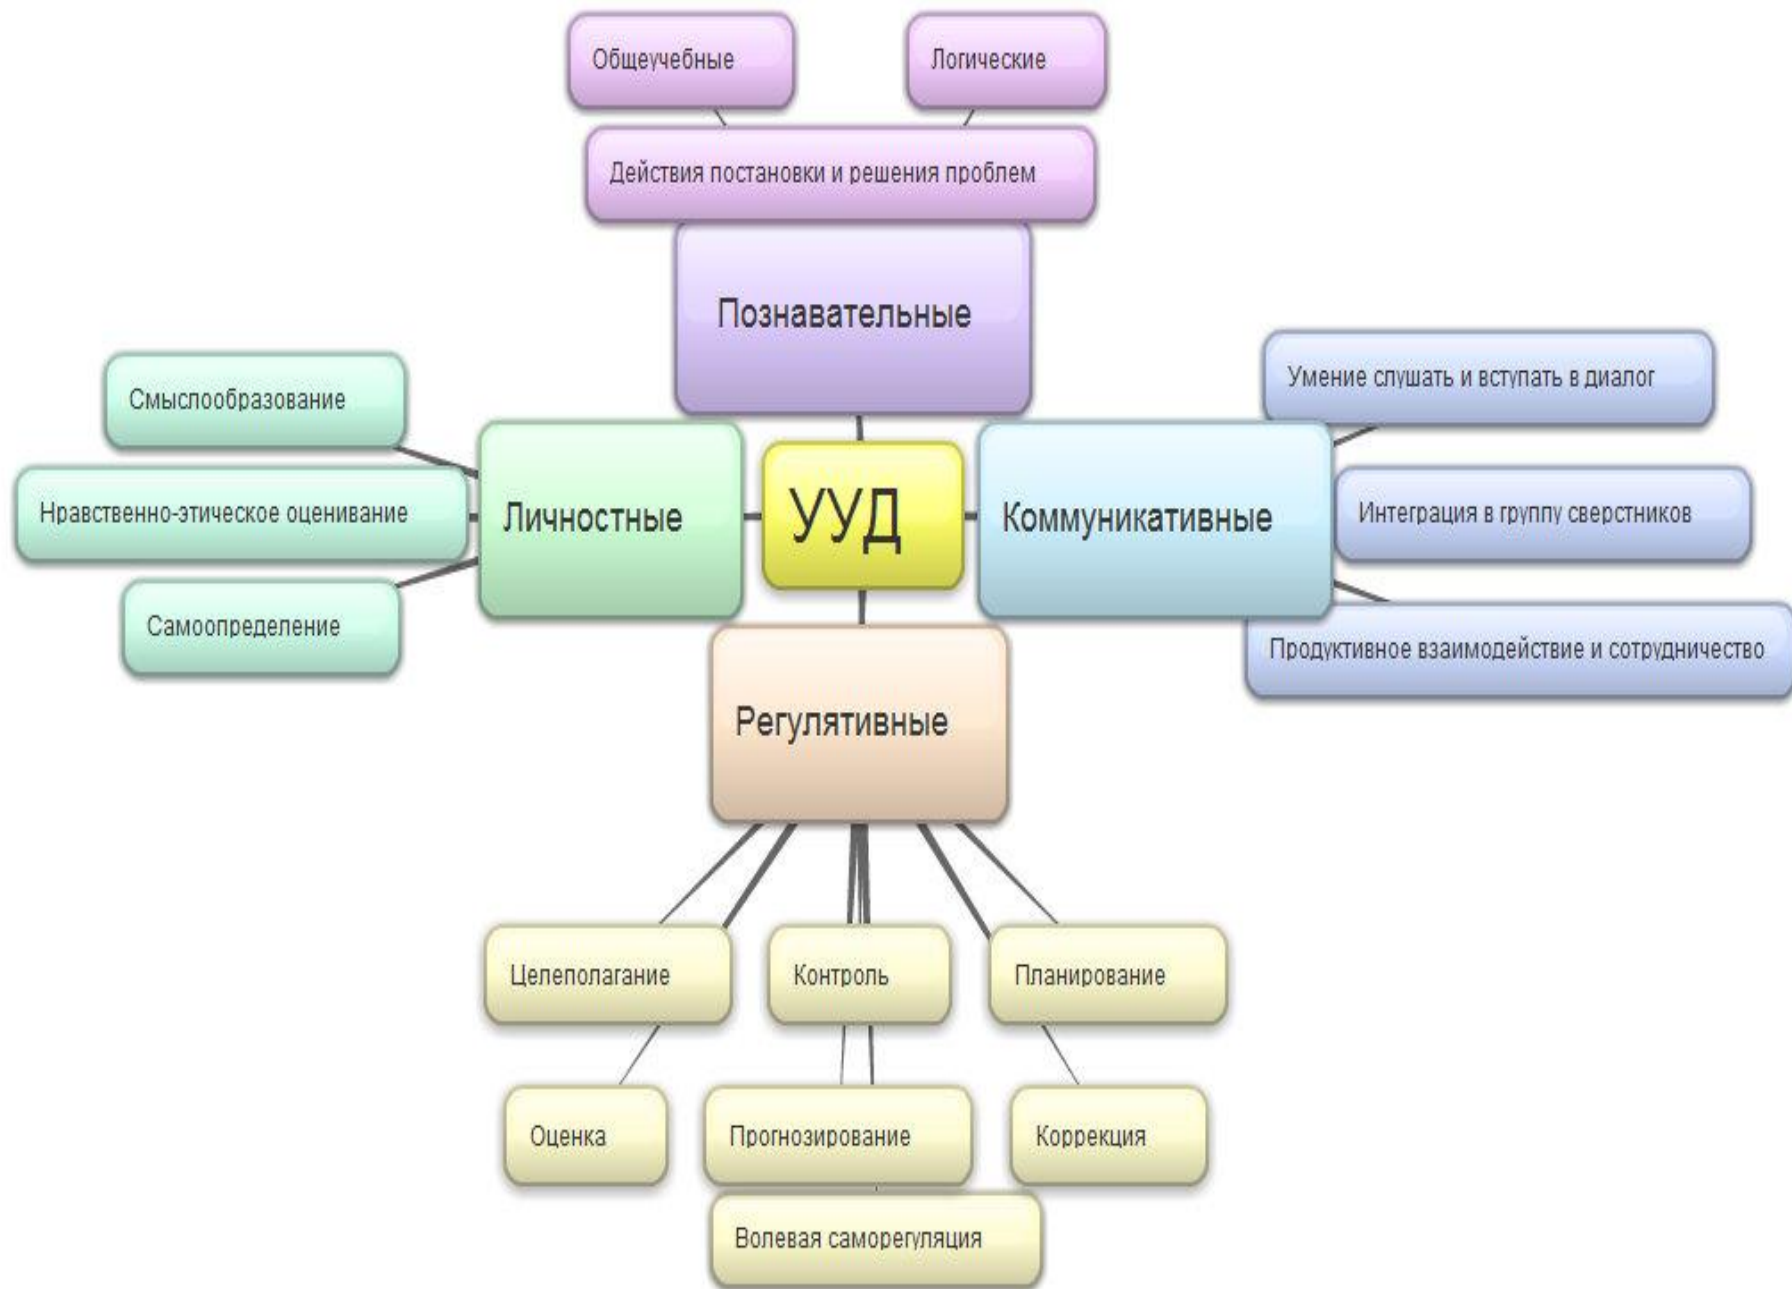 Общеучебные
Логические
Действия постановки и решения проблем
Познавательные
Умение слушать и вступать в диалог
Смыслообразование
Нравственно-этическое оценивание
Личностные
УУД
Коммуникативные
Интеграция в группу сверстников
Самоопределение
Продуктивное взаимодействие и сотрудничество
Регулятивные
Целеполагание
Контроль
Планирование
Оценка
Прогнозирование
Коррекция
Волевая саморегуляция